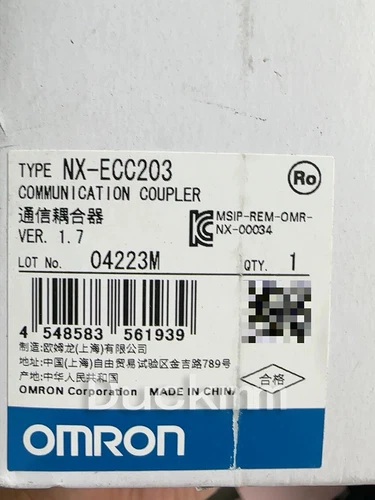 TYPE NX-ECC203
Ro
COMMUNICATION COUPLER
通信耦合器
MSIP-REM-OMR-
NX-00034
VER. 1.7
LOT No. 04223M QTY. 1
4 548583 561939
制造:欧姆龙(上海)有限公司
地址:中国(上海)自由贸易试验区金吉路789号
产地:中华人民共和国
合格
OMRON Corporation MADE IN CHINA
OMRON